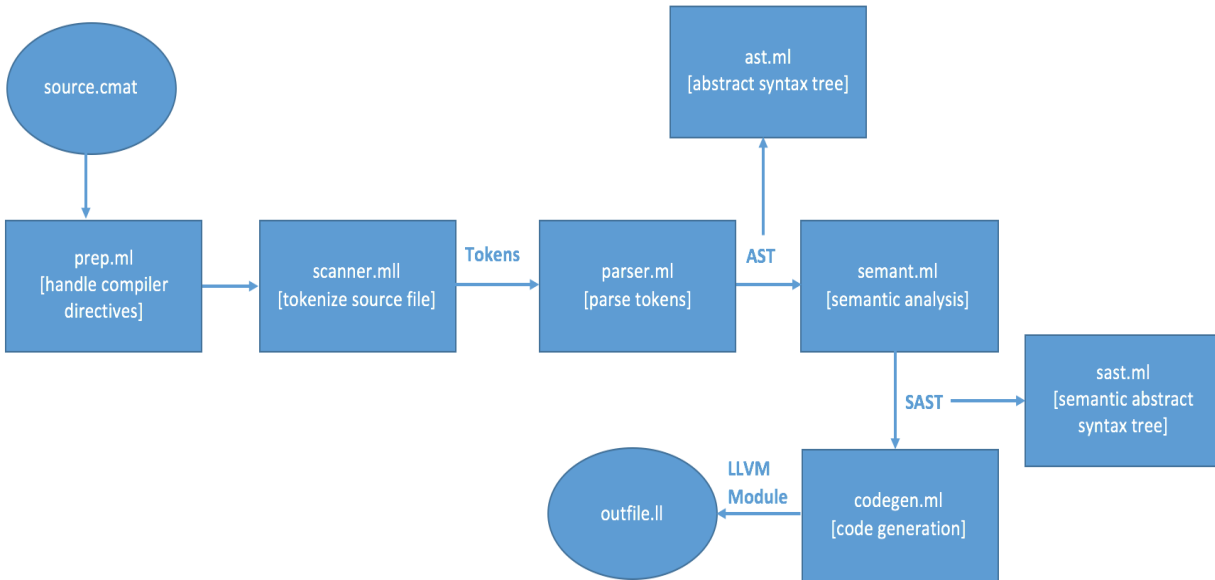 source.cmat
ast.ml
[abstract syntax tree]
prep.ml
[handle compiler
directives]
scanner.mll
[tokenize source file]
Tokens
parser.ml
[parse tokens]
AST
semant.ml
[semantic analysis]
SAST
sast.ml
[semantic abstract
syntax tree]
outfile.ll
LLVM
Module
codegen.ml
[code generation]